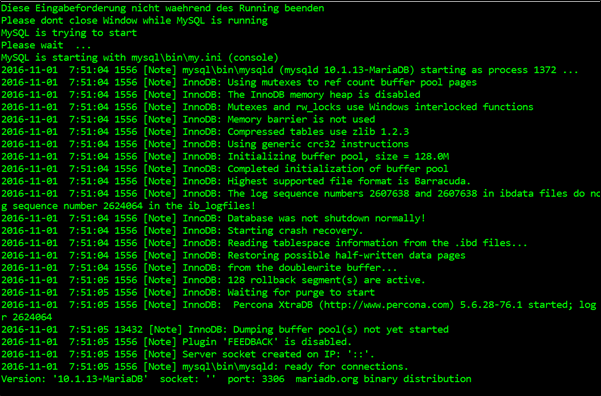 Diese Eingabeforderung nicht waehrend des Running beenden
Please dont close Window while MySQL is running
MySQL is trying to start
Please wait  ...
MySQL is starting with mysql\bin\my.ini (console)
2016-11-01  7:51:04 1556 [Note] mysql\bin\mysqld (mysqld 10.1.13-MariaDB) starting as process 1372 ...
2016-11-01  7:51:04 1556 [Note] InnoDB: Using mutexes to ref count buffer pool pages
2016-11-01  7:51:04 1556 [Note] InnoDB: The InnoDB memory heap is disabled
2016-11-01  7:51:04 1556 [Note] InnoDB: Mutexes and rw_locks use Windows interlocked functions
2016-11-01  7:51:04 1556 [Note] InnoDB: Memory barrier is not used
2016-11-01  7:51:04 1556 [Note] InnoDB: Compressed tables use zlib 1.2.3
2016-11-01  7:51:04 1556 [Note] InnoDB: Using generic crc32 instructions
2016-11-01  7:51:04 1556 [Note] InnoDB: Initializing buffer pool, size = 128.0M
2016-11-01  7:51:04 1556 [Note] InnoDB: Completed initialization of buffer pool
2016-11-01  7:51:04 1556 [Note] InnoDB: Highest supported file format is Barracuda.
2016-11-01  7:51:04 1556 [Note] InnoDB: The log sequence numbers 2607638 and 2607638 in ibdata files do no
g sequence number 2624064 in the ib_logfiles!
2016-11-01  7:51:04 1556 [Note] InnoDB: Database was not shutdown normally!
2016-11-01  7:51:04 1556 [Note] InnoDB: Starting crash recovery.
2016-11-01  7:51:04 1556 [Note] InnoDB: Reading tablespace information from the .ibd files...
2016-11-01  7:51:04 1556 [Note] InnoDB: Restoring possible half-written data pages
2016-11-01  7:51:04 1556 [Note] InnoDB: from the doublewrite buffer...
2016-11-01  7:51:05 1556 [Note] InnoDB: 128 rollback segment(s) are active.
2016-11-01  7:51:05 1556 [Note] InnoDB: Waiting for purge to start
2016-11-01  7:51:05 1556 [Note] InnoDB:  Percona XtraDB (http://www.percona.com) 5.6.28-76.1 started; log
r 2624064
2016-11-01  7:51:05 13432 [Note] InnoDB: Dumping buffer pool(s) not yet started
2016-11-01  7:51:05 1556 [Note] Plugin 'FEEDBACK' is disabled.
2016-11-01  7:51:05 1556 [Note] Server socket created on IP: '::'.
2016-11-01  7:51:05 1556 [Note] mysql\bin\mysqld: ready for connections.
Version: '10.1.13-MariaDB'  socket: ''  port: 3306  mariadb.org binary distribution